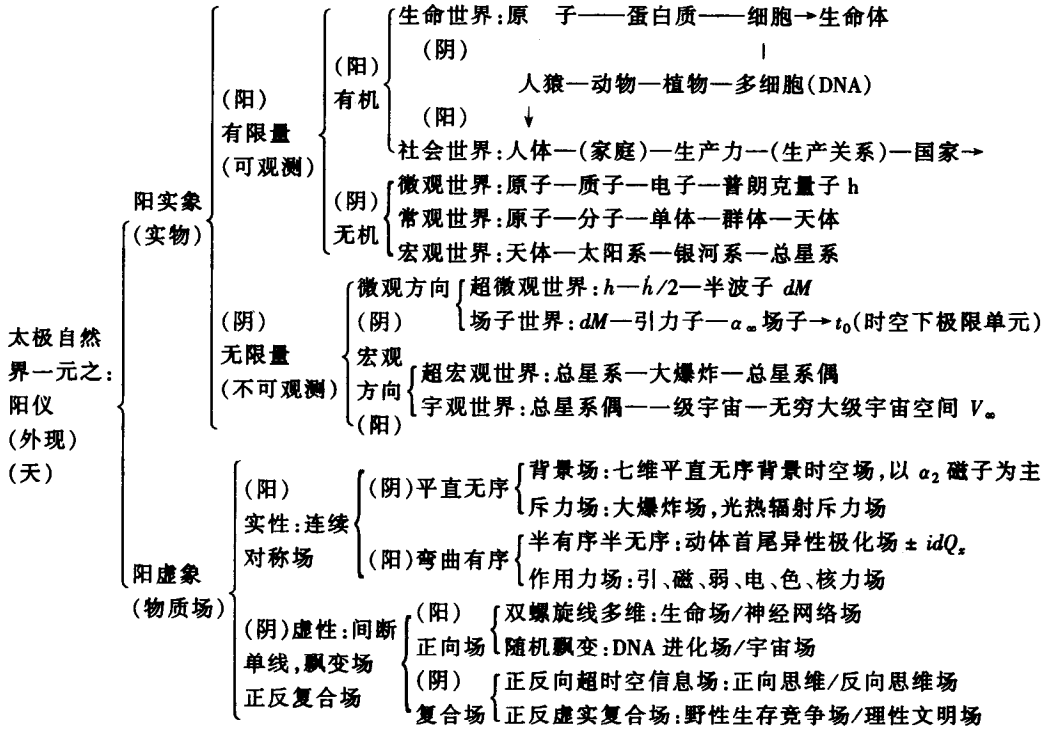 生命世界:原　子——蛋白质——细胞→生命体
(阴)
人猿—动物—植物—多细胞(DNA)
(阳)
社会世界:人体—(家庭)—生产力—(生产关系)—国家→
(阳)
有机
微观世界:原子—质子—电子—普朗克量子 h
常观世界:原子—分子—单体—群体—天体
宏观世界:天体—太阳系—银河系—总星系
(阴)
无机
(阳)
有限量
(可观测)
阳实象
(实物)
微观方向
(阴)
超微观世界:h—h/2—半波子 dM
场子世界:dM—引力子—α∞场子→t₀(时空下极限单元)
宏观
方向
(阳)
超宏观世界:总星系—大爆炸—总星系偶
宇观世界:总星系偶—一级宇宙—无穷大级宇宙空间 V∞
(阴)
无限量
(不可观测)
太极自然
界一元之:
阳仪
(外现)
(天)
阳虚象
(物质场)
(阳)
实性:连续
对称场
(阴)平直无序
背景场:七维平直无序背景时空场,以 α₂ 磁子为主
斥力场:大爆炸场,光热辐射斥力场
(阳)弯曲有序
半有序半无序:动体首尾异性极化场 ± idQₛ
作用力场:引、磁、弱、电、色、核力场
(阴)虚性:间断
单线,飘变场
正反复合场
(阳)
正向场
双螺旋线多维:生命场/神经网络场
随机飘变:DNA 进化场/宇宙场
(阴)
复合场
正反向超时空信息场:正向思维/反向思维场
正反虚实复合场:野性生存竞争场/理性文明场